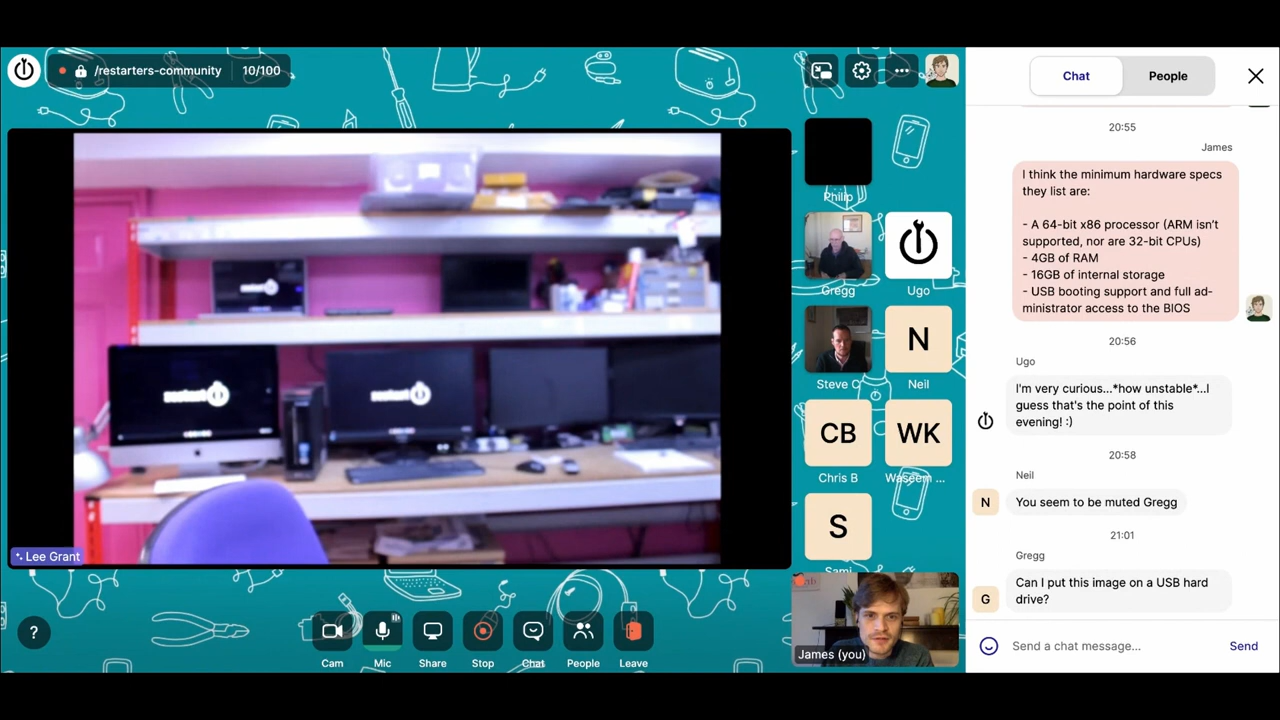 /restarters-community
10/100
Chat
People
20:55
James
I think the minimum hardware specs
they list are:
- A 64-bit x86 processor (ARM isn't
supported, nor are 32-bit CPUs)
- 4GB of RAM
- 16GB of internal storage
- USB booting support and full ad-
ministrator access to the BIOS
20:56
Ugo
I'm very curious...*how unstable*...I
guess that's the point of this
evening! :)
20:58
Neil
N
You seem to be muted Gregg
21:01
Gregg
G
Can I put this image on a USB hard
drive?
Send a chat message...
Send
Philip
Gregg
Ugo
Steve C
N
Neil
CB
Chris B
WK
Waseem ...
S
Sami
James (you)
Lee Grant
restart
restart
restart
?
Cam
Mic
Share
Stop
Chat
People
Leave